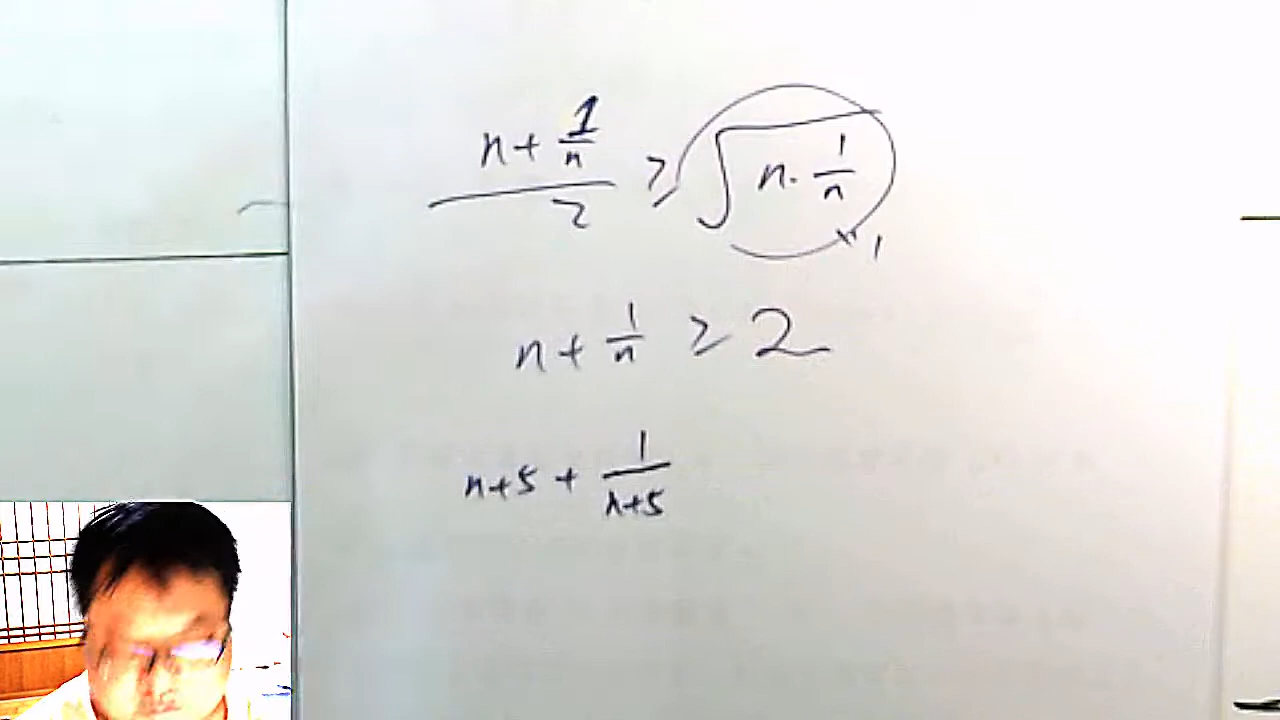 (n + 1/n)/2 ≥ √(n · 1/n) 1
n + 1/n ≥ 2
n+5 + 1/(n+5)